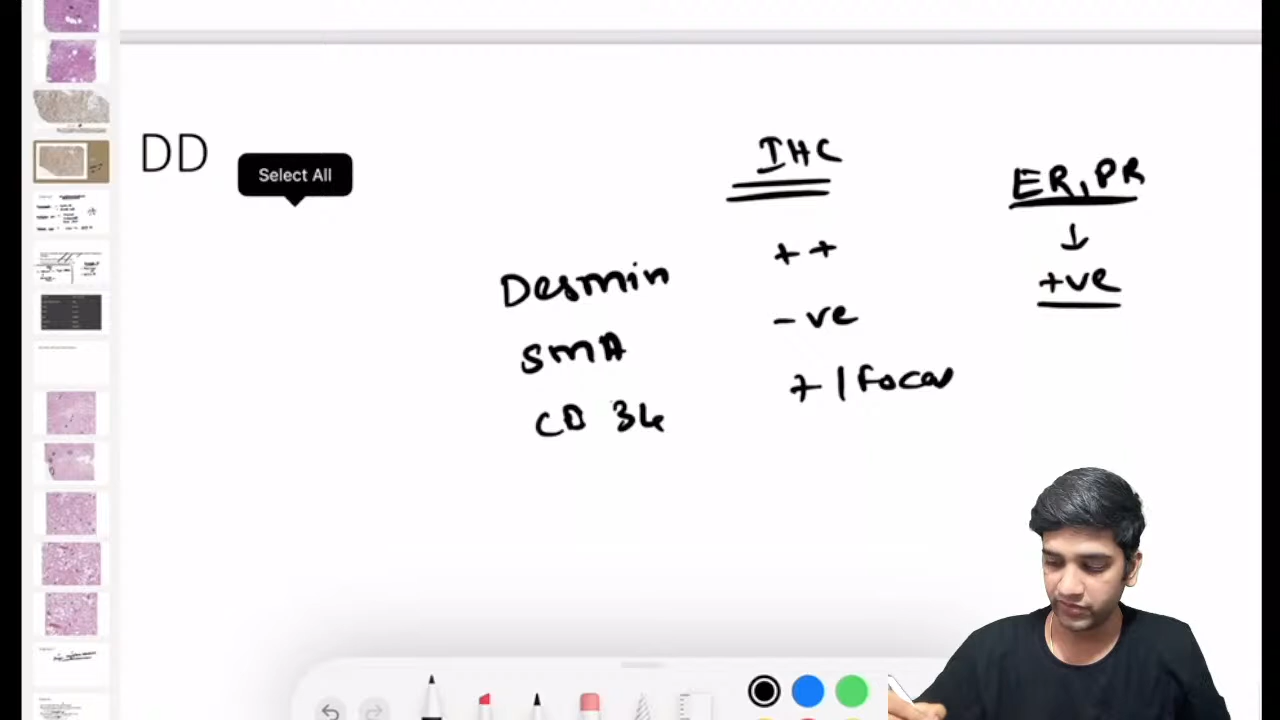 DD
Select All
IHC
ER, PR
↓
+ve
Desmin ++
SMA -ve
CD 34 + / Focal